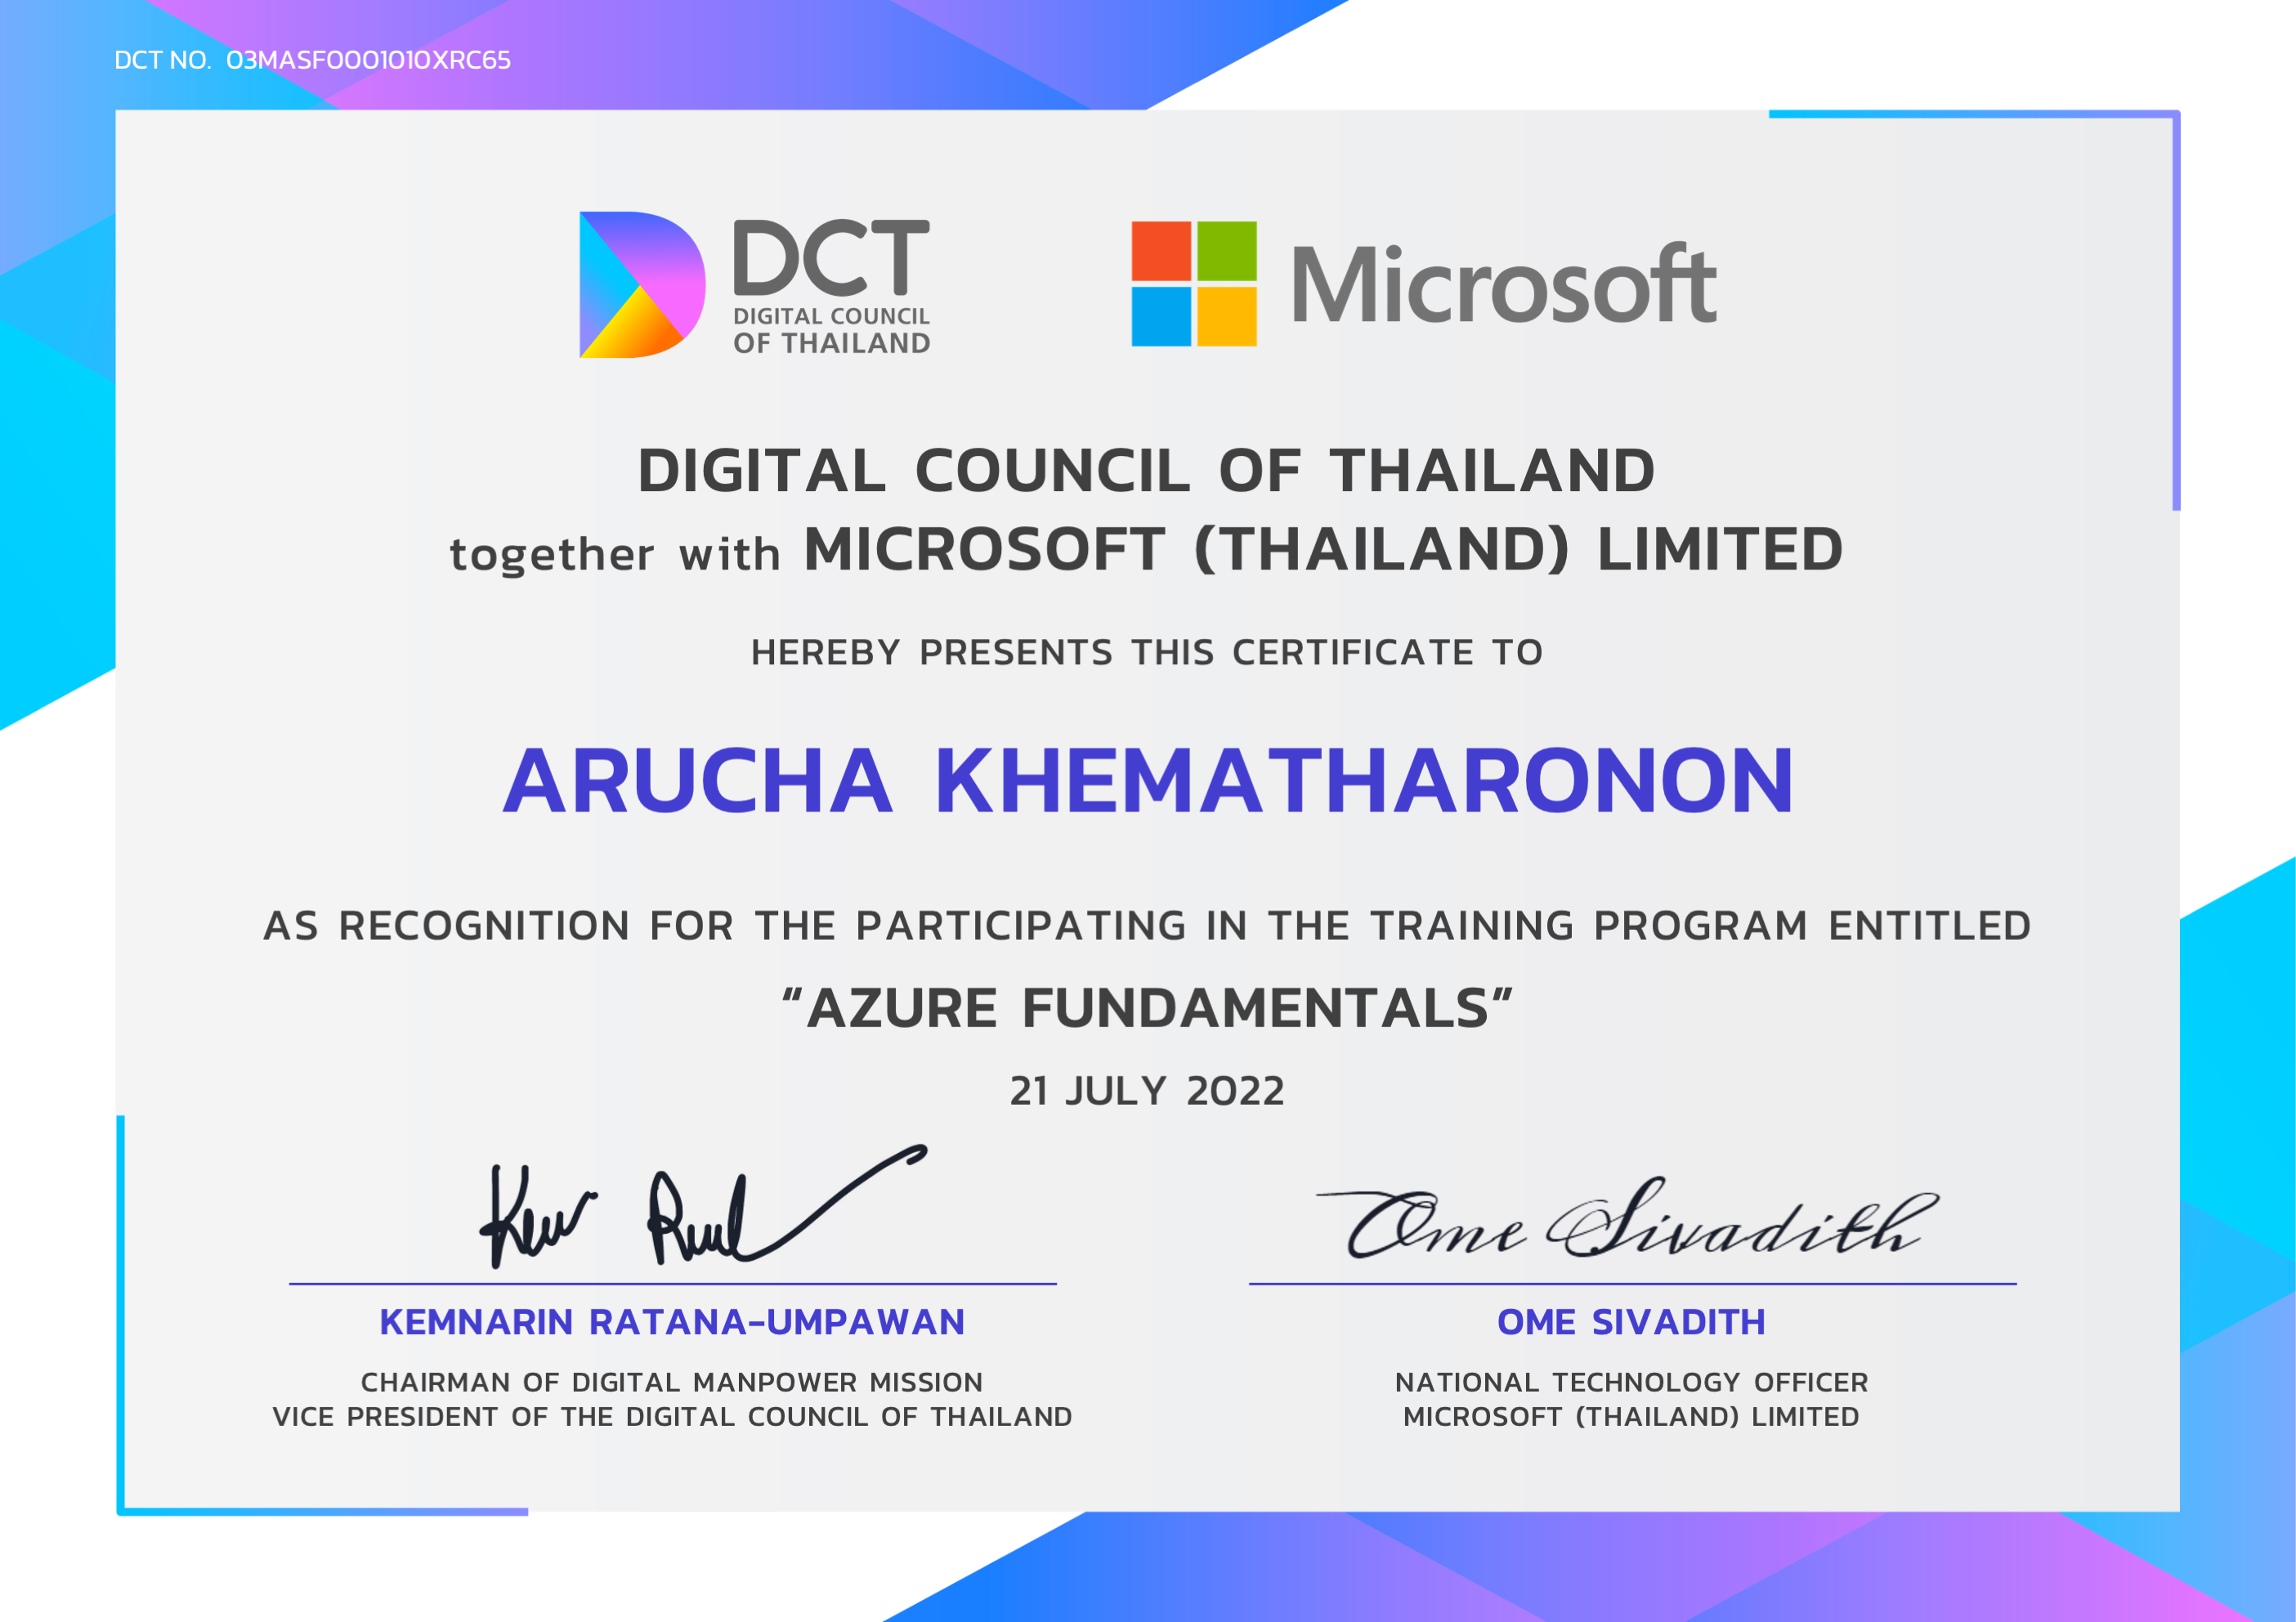 DCT NO. 03MASF0001010XRC65
DCT
DIGITAL COUNCIL
OF THAILAND
Microsoft
DIGITAL COUNCIL OF THAILAND
together with MICROSOFT (THAILAND) LIMITED
HEREBY PRESENTS THIS CERTIFICATE TO
ARUCHA KHEMATHARONON
AS RECOGNITION FOR THE PARTICIPATING IN THE TRAINING PROGRAM ENTITLED
“AZURE FUNDAMENTALS”
21 JULY 2022
Ome Sivadith
KEMNARIN RATANA-UMPAWAN
CHAIRMAN OF DIGITAL MANPOWER MISSION
VICE PRESIDENT OF THE DIGITAL COUNCIL OF THAILAND
OME SIVADITH
NATIONAL TECHNOLOGY OFFICER
MICROSOFT (THAILAND) LIMITED